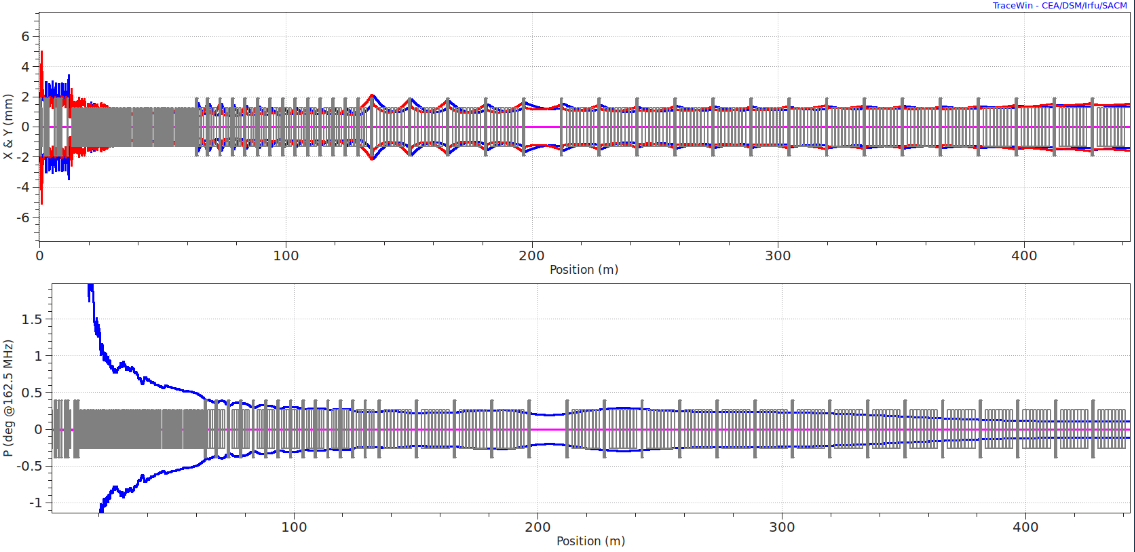 TraceWin - CEA/DSM/Irfu/SACM
X & Y (mm)
6
4
2
0
-2
-4
-6
0 100 200 300 400
Position (m)
P (deg @162.5 MHz)
1.5
1
0.5
0
-0.5
-1
100 200 300 400
Position (m)